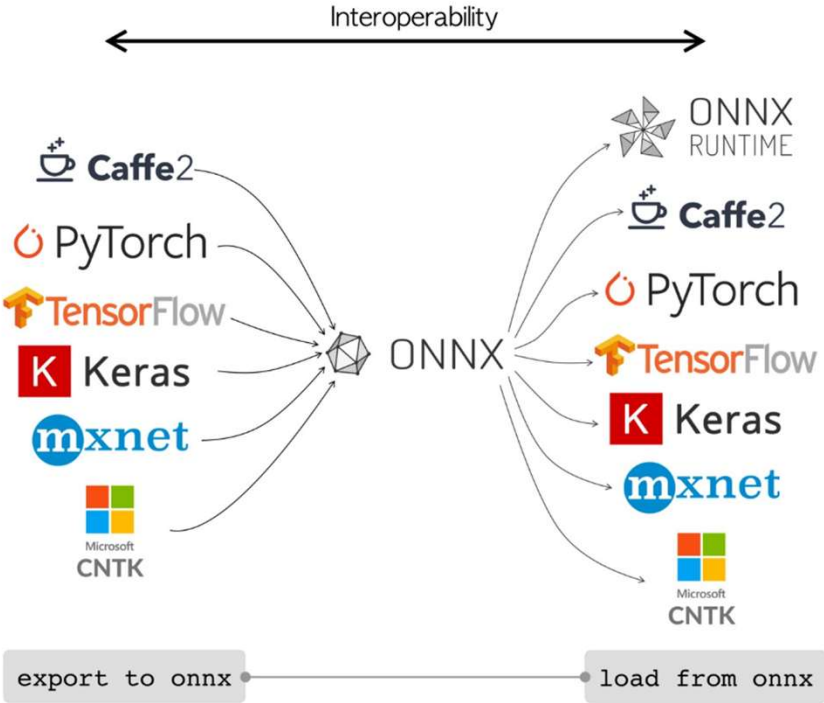 Interoperability
Caffe2
PyTorch
TensorFlow
K Keras
mxnet
Microsoft
CNTK
ONNX
ONNX
RUNTIME
Caffe2
PyTorch
TensorFlow
K Keras
mxnet
Microsoft
CNTK
export to onnx
load from onnx